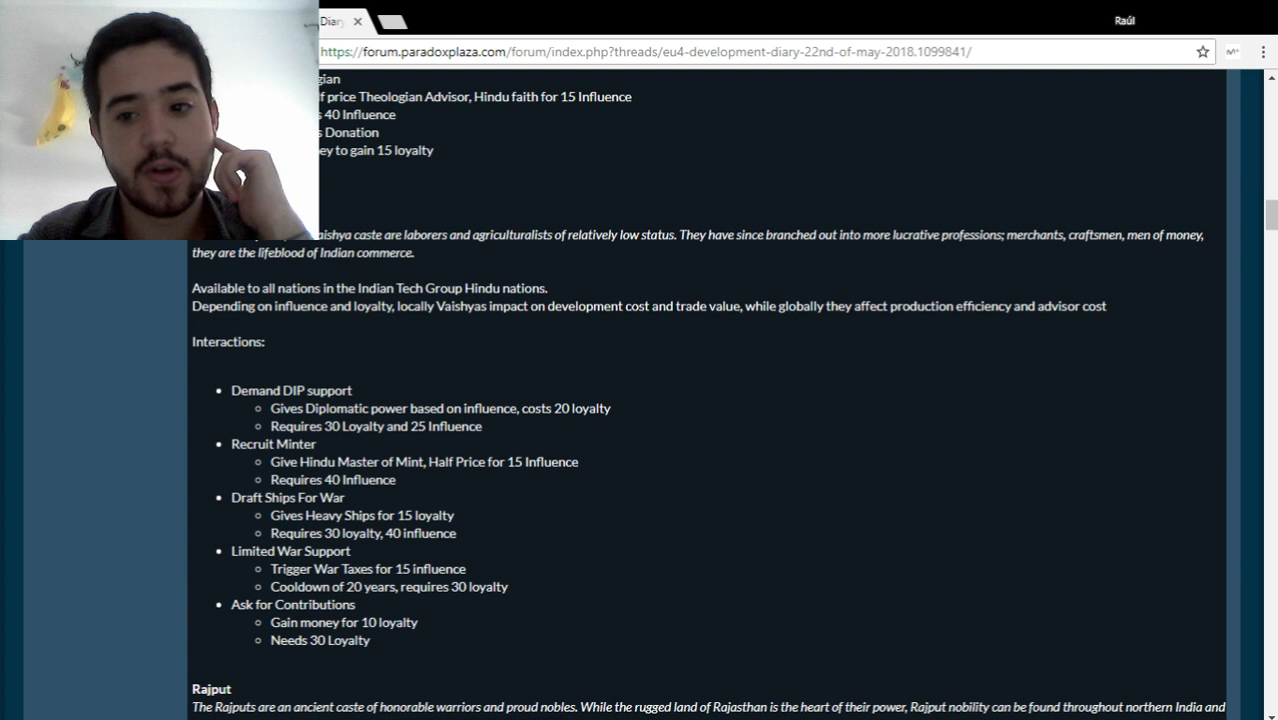 Diary
Raúl
https://forum.paradoxplaza.com/forum/index.php?threads/eu4-development-diary-22nd-of-may-2018.1099841/
gian
f price Theologian Advisor, Hindu faith for 15 Influence
s 40 Influence
s Donation
ey to gain 15 loyalty
aishya caste are laborers and agriculturalists of relatively low status. They have since branched out into more lucrative professions; merchants, craftsmen, men of money,
they are the lifeblood of Indian commerce.
Available to all nations in the Indian Tech Group Hindu nations.
Depending on influence and loyalty, locally Vaishyas impact on development cost and trade value, while globally they affect production efficiency and advisor cost
Interactions:
• Demand DIP support
○ Gives Diplomatic power based on influence, costs 20 loyalty
○ Requires 30 Loyalty and 25 Influence
• Recruit Minter
○ Give Hindu Master of Mint, Half Price for 15 Influence
○ Requires 40 Influence
• Draft Ships For War
○ Gives Heavy Ships for 15 loyalty
○ Requires 30 loyalty, 40 influence
• Limited War Support
○ Trigger War Taxes for 15 influence
○ Cooldown of 20 years, requires 30 loyalty
• Ask for Contributions
○ Gain money for 10 loyalty
○ Needs 30 Loyalty
Rajput
The Rajputs are an ancient caste of honorable warriors and proud nobles. While the rugged land of Rajasthan is the heart of their power, Rajput nobility can be found throughout northern India and